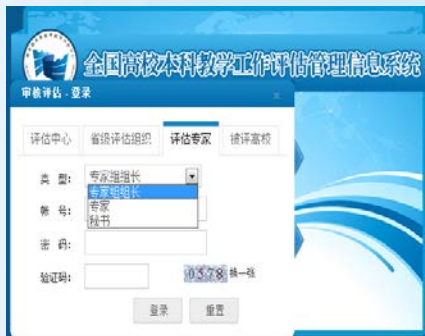 全国高校本科教学工作评估管理信息系统
审核评估 - 登录
评估中心 省级评估组织 评估专家 被评高校
类 型: 专家组组长
专家组组长
专家
帐 号:
秘书
密 码:
验证码: 0578 换一张
登录 重置